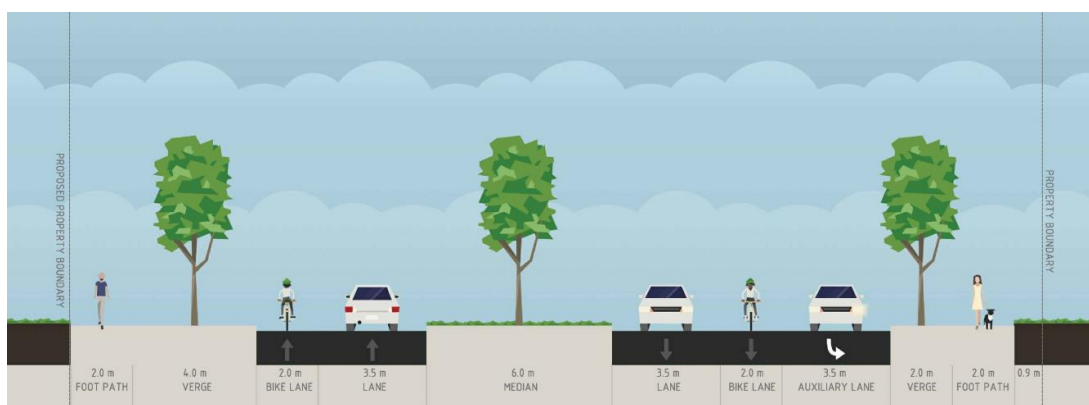 PROPOSED PROPERTY BOUNDARY
PROPERTY BOUNDARY
2.0 m
FOOT PATH
4.0 m
VERGE
2.0 m
BIKE LANE
3.5 m
LANE
6.0 m
MEDIAN
3.5 m
LANE
2.0 m
BIKE LANE
3.5 m
AUXILIARY LANE
2.0 m
VERGE
2.0 m
FOOT PATH
0.9 m